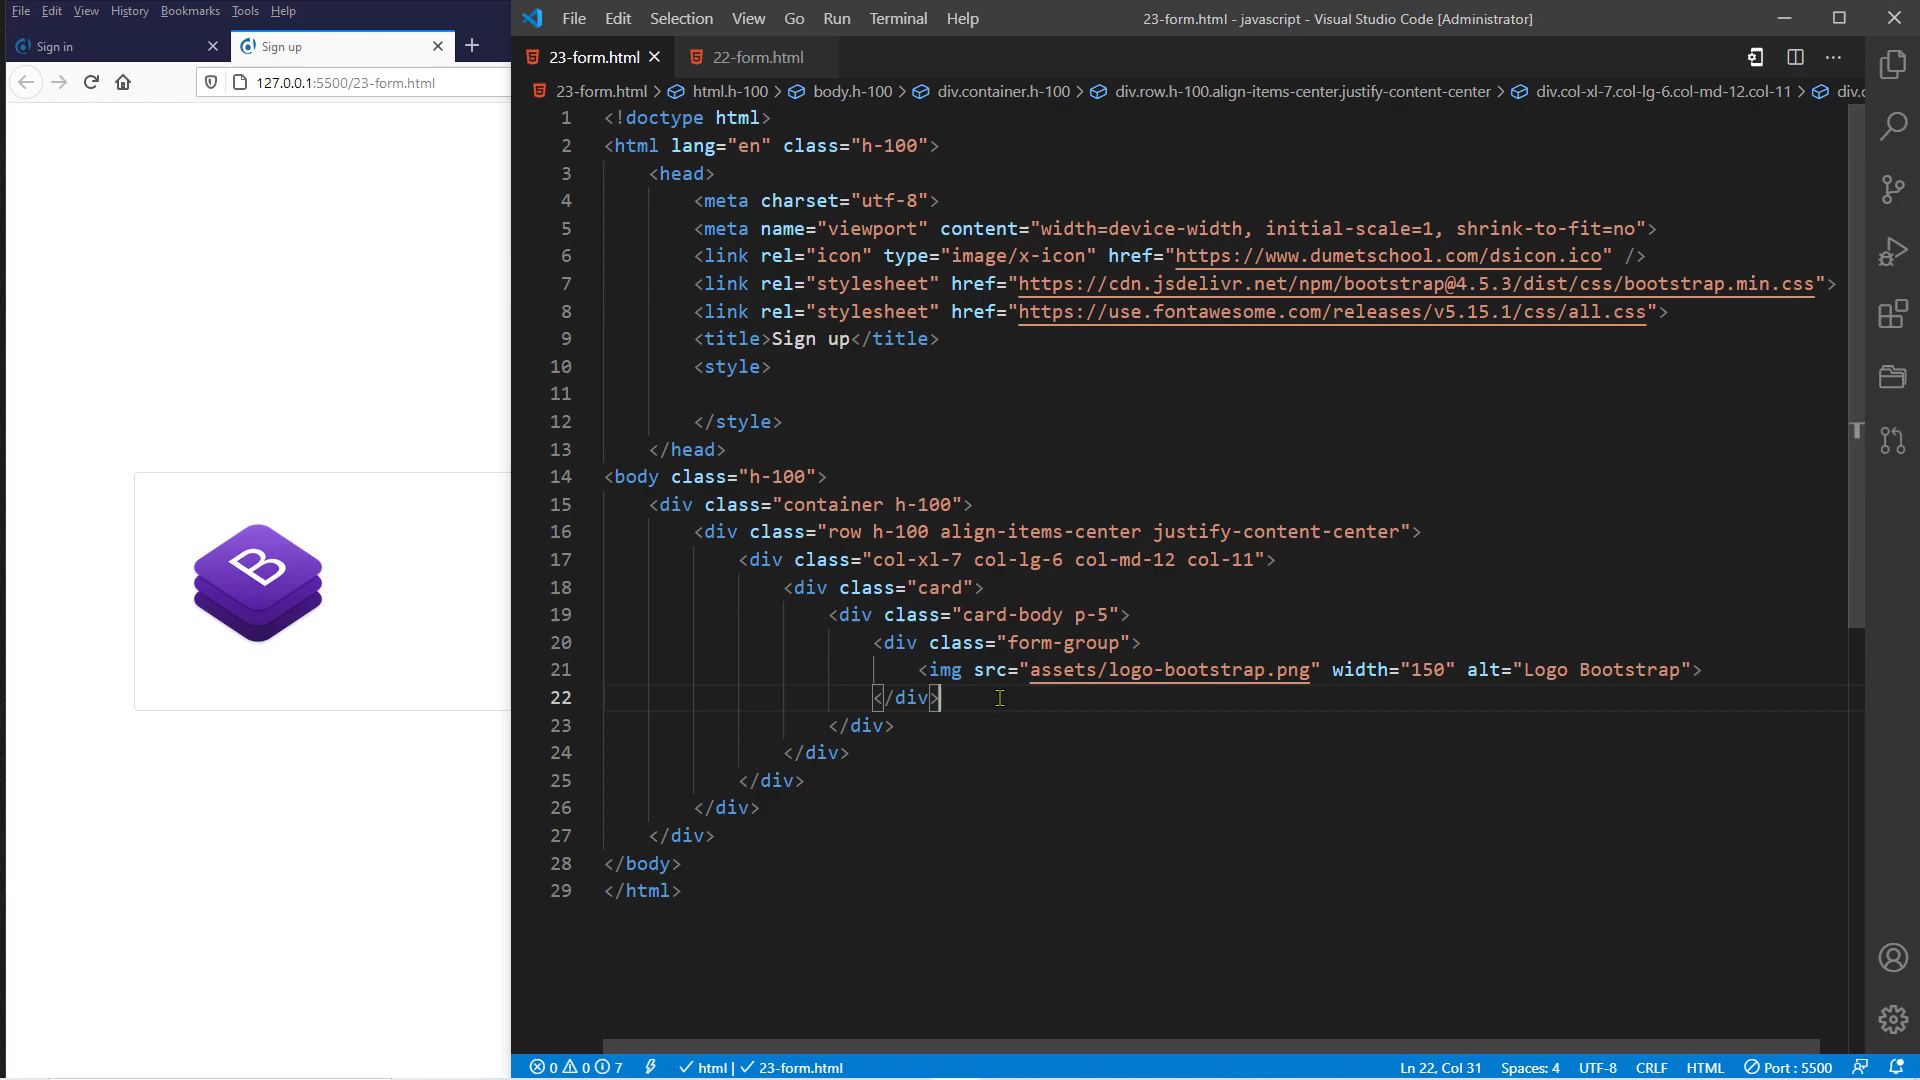 File Edit View History Bookmarks Tools Help
Sign in
Sign up
127.0.0.1:5500/23-form.html
B
File Edit Selection View Go Run Terminal Help
23-form.html - javascript - Visual Studio Code [Administrator]
23-form.html
22-form.html
23-form.html > html.h-100 > body.h-100 > div.container.h-100 > div.row.h-100.align-items-center.justify-content-center > div.col-xl-7.col-lg-6.col-md-12.col-11 >
1 <!doctype html>
2 <html lang="en" class="h-100">
3 <head>
4 <meta charset="utf-8">
5 <meta name="viewport" content="width=device-width, initial-scale=1, shrink-to-fit=no">
6 <link rel="icon" type="image/x-icon" href="https://www.dumetschool.com/dsicon.ico" />
7 <link rel="stylesheet" href="https://cdn.jsdelivr.net/npm/bootstrap@4.5.3/dist/css/bootstrap.min.css">
8 <link rel="stylesheet" href="https://use.fontawesome.com/releases/v5.15.1/css/all.css">
9 <title>Sign up</title>
10 <style>
11
12 </style>
13 </head>
14 <body class="h-100">
15 <div class="container h-100">
16 <div class="row h-100 align-items-center justify-content-center">
17 <div class="col-xl-7 col-lg-6 col-md-12 col-11">
18 <div class="card">
19 <div class="card-body p-5">
20 <div class="form-group">
21 <img src="assets/logo-bootstrap.png" width="150" alt="Logo Bootstrap">
22 </div>
23 </div>
24 </div>
25 </div>
26 </div>
27 </div>
28 </body>
29 </html>
0 0 7 html | 23-form.html
Ln 22, Col 31 Spaces: 4 UTF-8 CRLF HTML Port : 5500